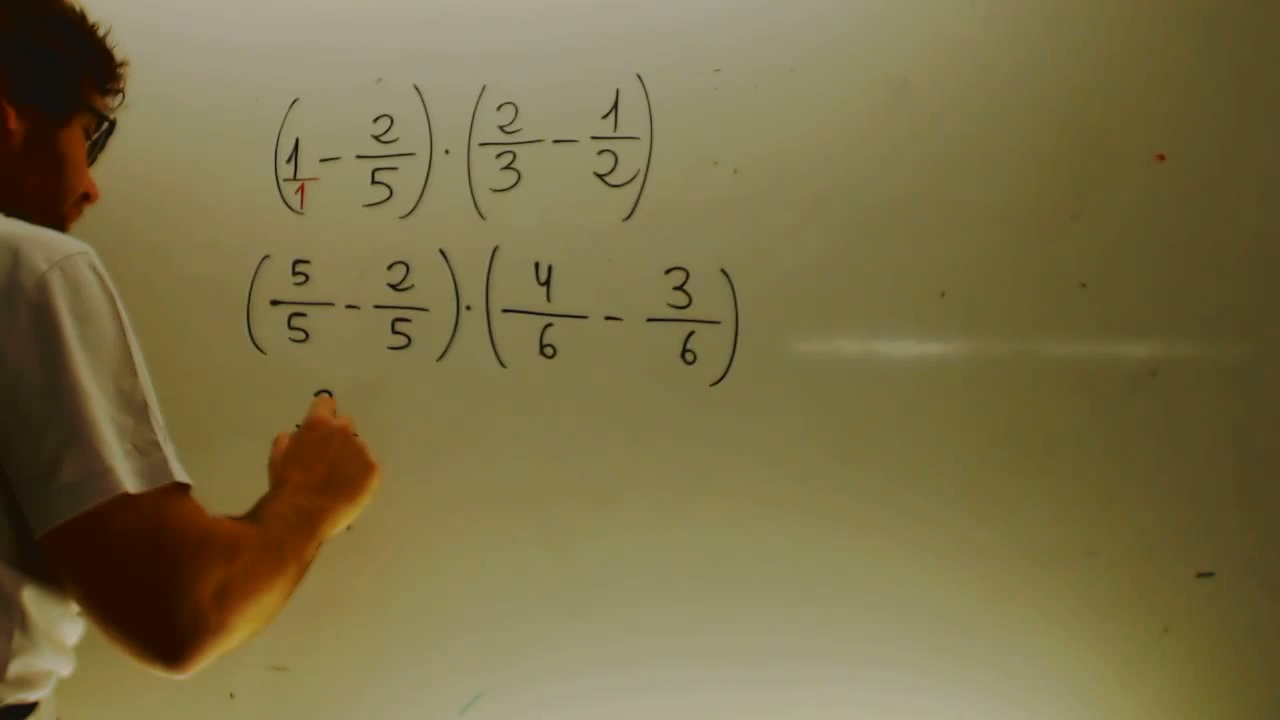 (1/1 - 2/5) · (2/3 - 1/2)
(5/5 - 2/5) · (4/6 - 3/6)